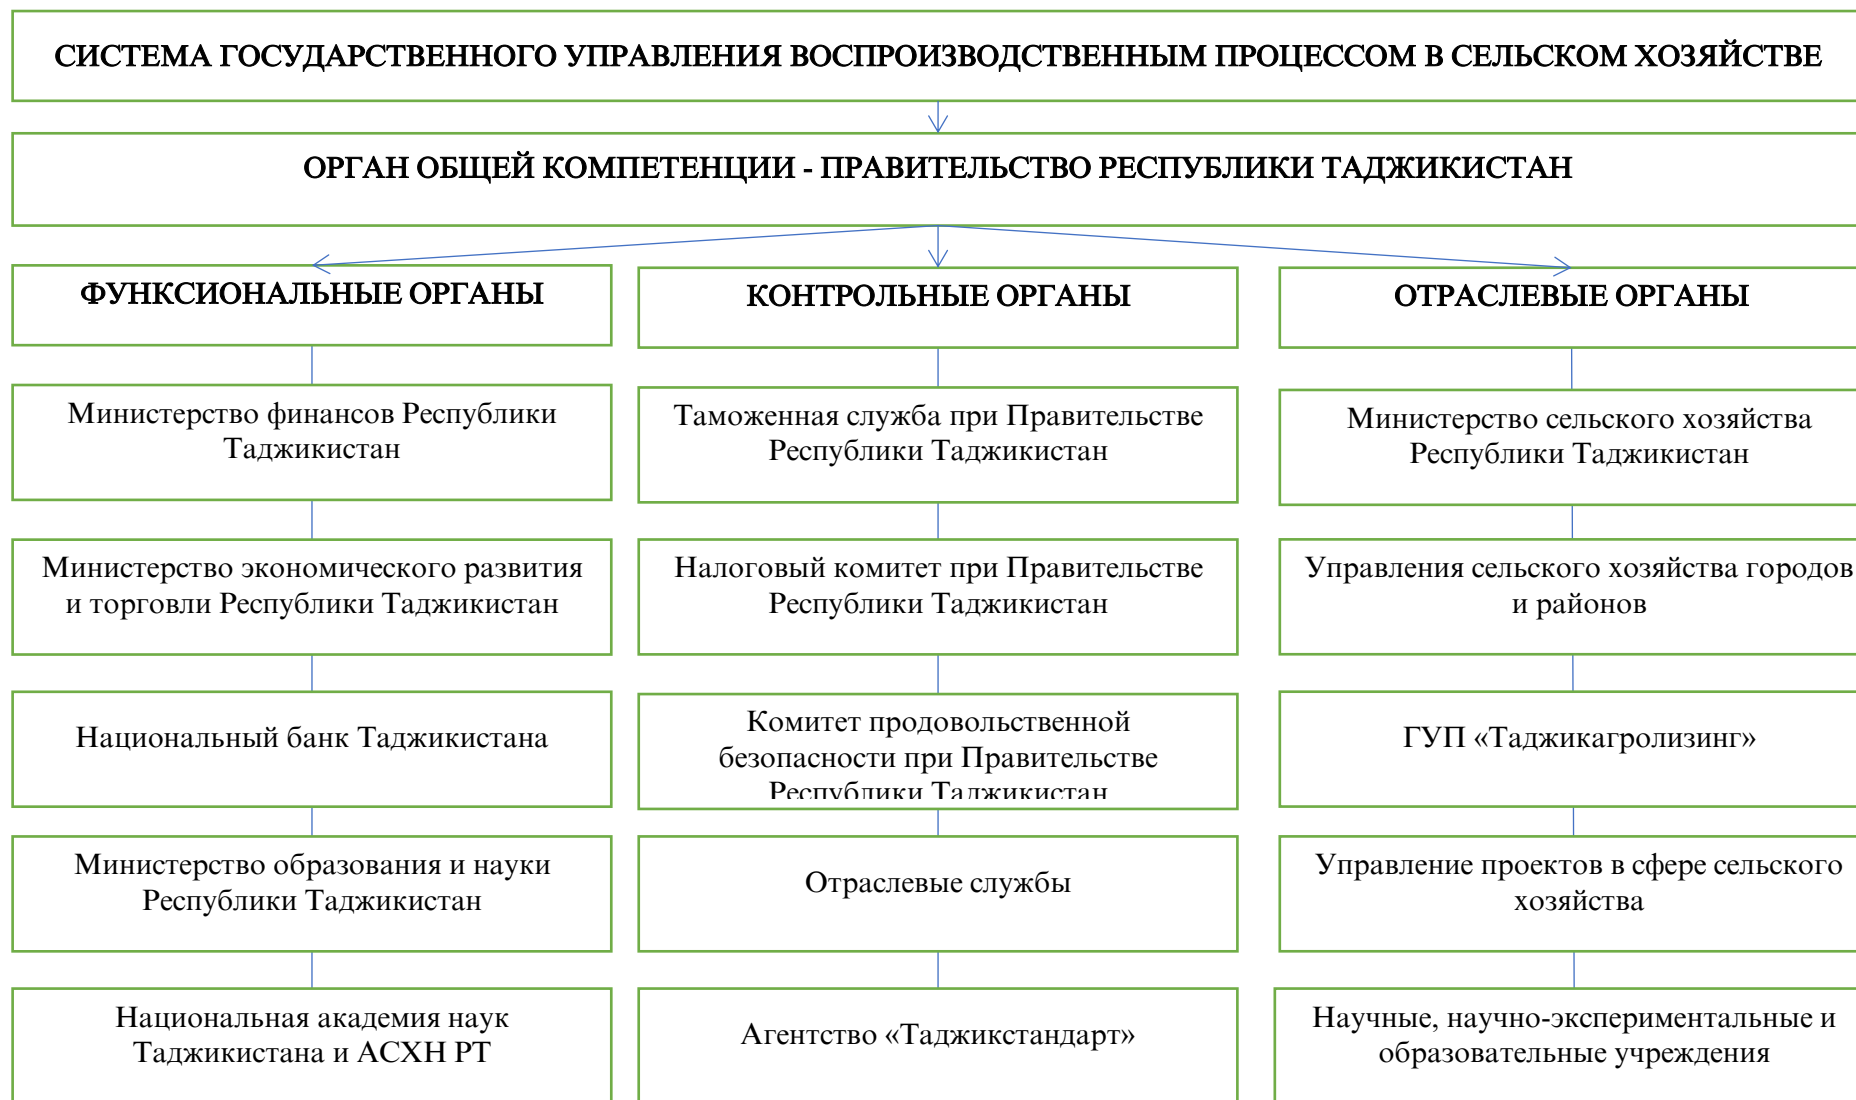 СИСТЕМА ГОСУДАРСТВЕННОГО УПРАВЛЕНИЯ ВОСПРОИЗВОДСТВЕННЫМ ПРОЦЕССОМ В СЕЛЬСКОМ ХОЗЯЙСТВЕ
ОРГАН ОБЩЕЙ КОМПЕТЕНЦИИ - ПРАВИТЕЛЬСТВО РЕСПУБЛИКИ ТАДЖИКИСТАН
ФУНКСИОНАЛЬНЫЕ ОРГАНЫ
Министерство финансов Республики
Таджикистан
Министерство экономического развития
и торговли Республики Таджикистан
Национальный банк Таджикистана
Министерство образования и науки
Республики Таджикистан
Национальная академия наук
Таджикистана и АСХН РТ
КОНТРОЛЬНЫЕ ОРГАНЫ
Таможенная служба при Правительстве
Республики Таджикистан
Налоговый комитет при Правительстве
Республики Таджикистан
Комитет продовольственной
безопасности при Правительстве
Республики Таджикистан
Отраслевые службы
Агентство «Таджикстандарт»
ОТРАСЛЕВЫЕ ОРГАНЫ
Министерство сельского хозяйства
Республики Таджикистан
Управления сельского хозяйства городов
и районов
ГУП «Таджикагролизинг»
Управление проектов в сфере сельского
хозяйства
Научные, научно-экспериментальные и
образовательные учреждения